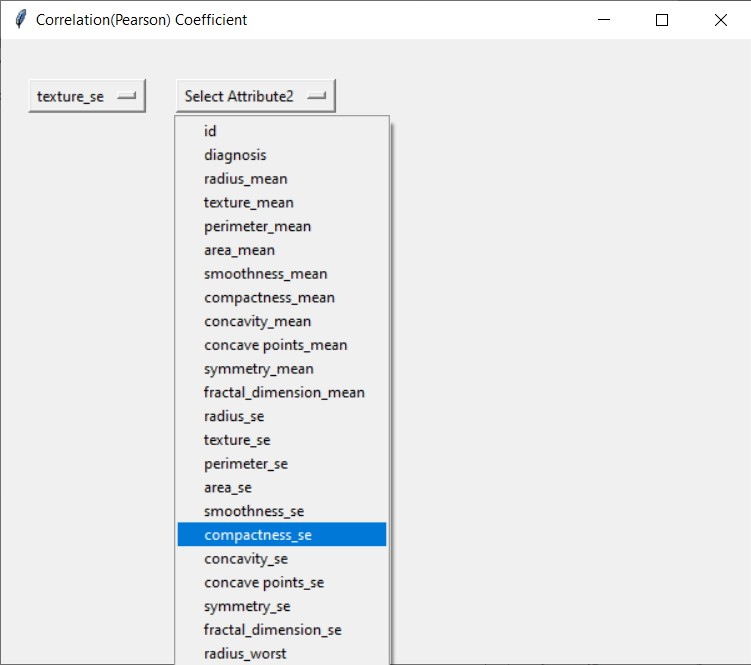 Correlation(Pearson) Coefficient
texture_se
Select Attribute2
id
diagnosis
radius_mean
texture_mean
perimeter_mean
area_mean
smoothness_mean
compactness_mean
concavity_mean
concave points_mean
symmetry_mean
fractal_dimension_mean
radius_se
texture_se
perimeter_se
area_se
smoothness_se
compactness_se
concavity_se
concave points_se
symmetry_se
fractal_dimension_se
radius_worst